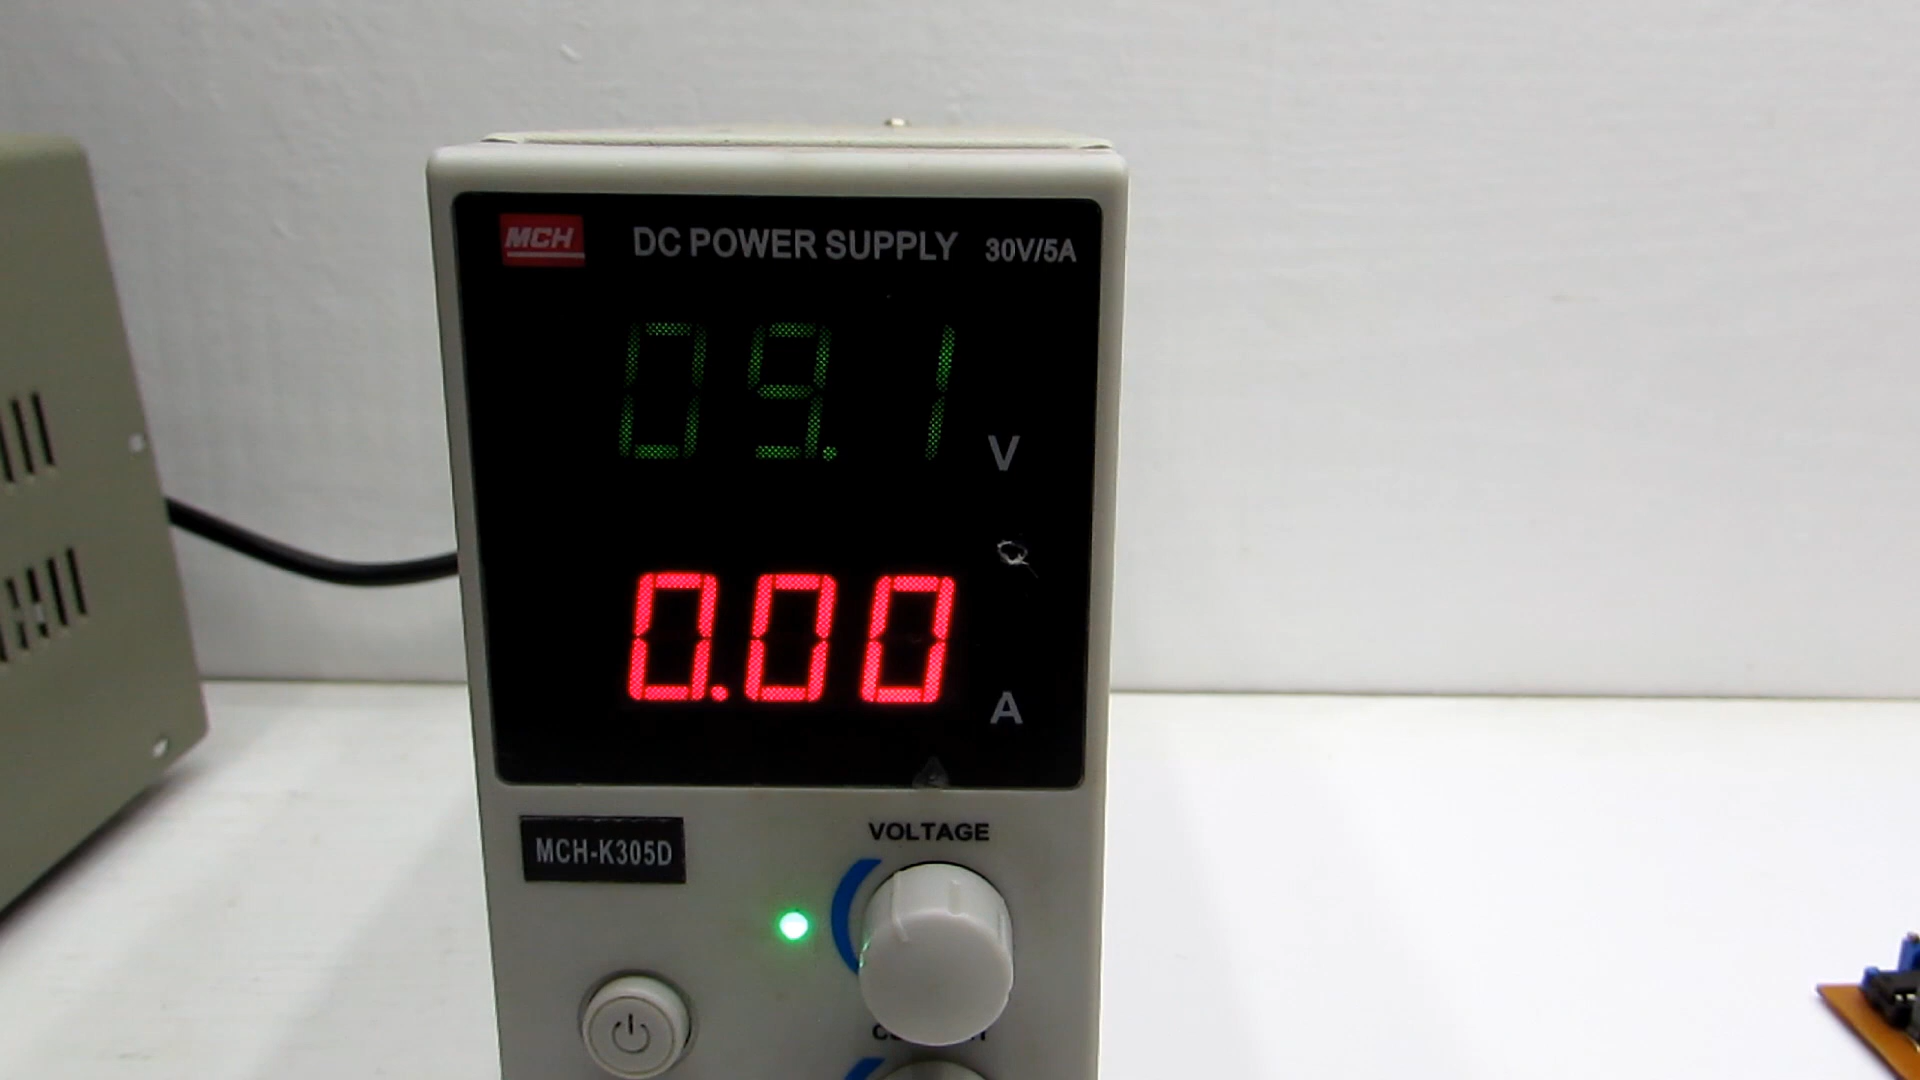 MCH DC POWER SUPPLY 30V/5A
09.1 V
0.00 A
MCH-K305D
VOLTAGE